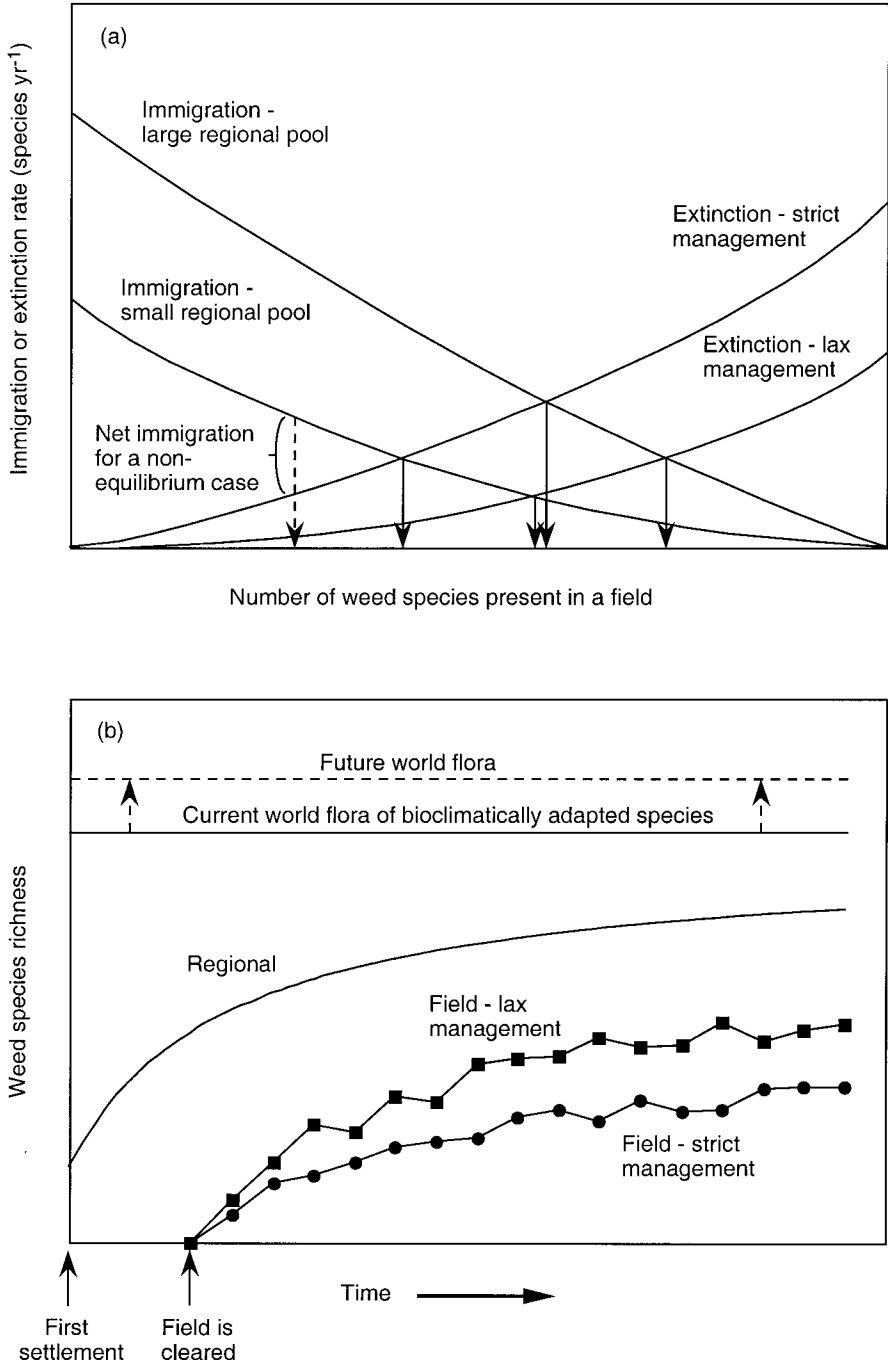 (a)
Immigration or extinction rate (species yr⁻¹)
Immigration -
large regional pool
Extinction - strict
management
Immigration -
small regional pool
Extinction - lax
management
Net immigration
for a non-
equilibrium case
Number of weed species present in a field
(b)
Weed species richness
Future world flora
Current world flora of bioclimatically adapted species
Regional
Field - lax
management
Field - strict
management
Time
First
settlement
Field is
cleared